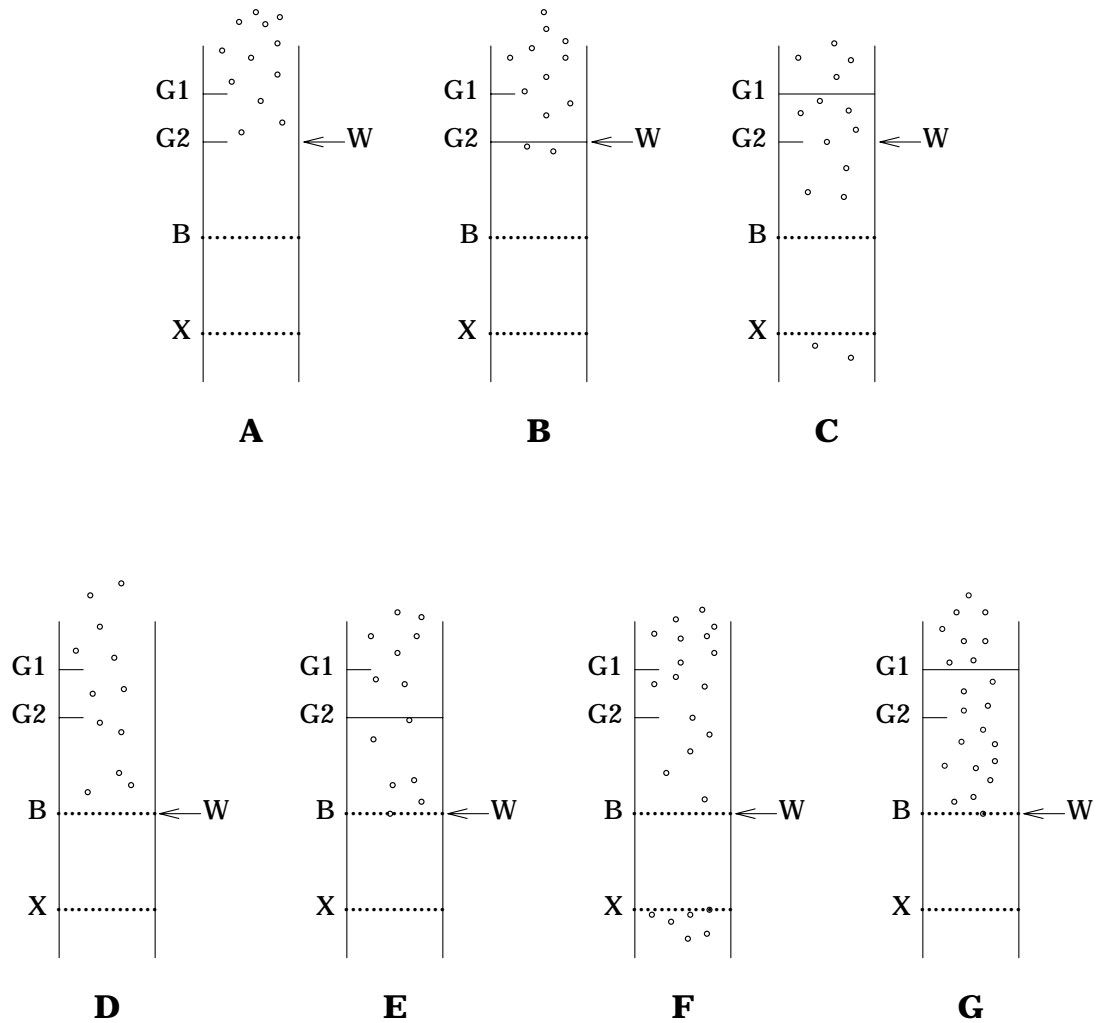 G1 G1 G1
G2 W G2 W G2 W
B B B
X X X
A B C
G1 G1 G1 G1
G2 G2 G2 G2
B W B W B W B W
X X X X
D E F G